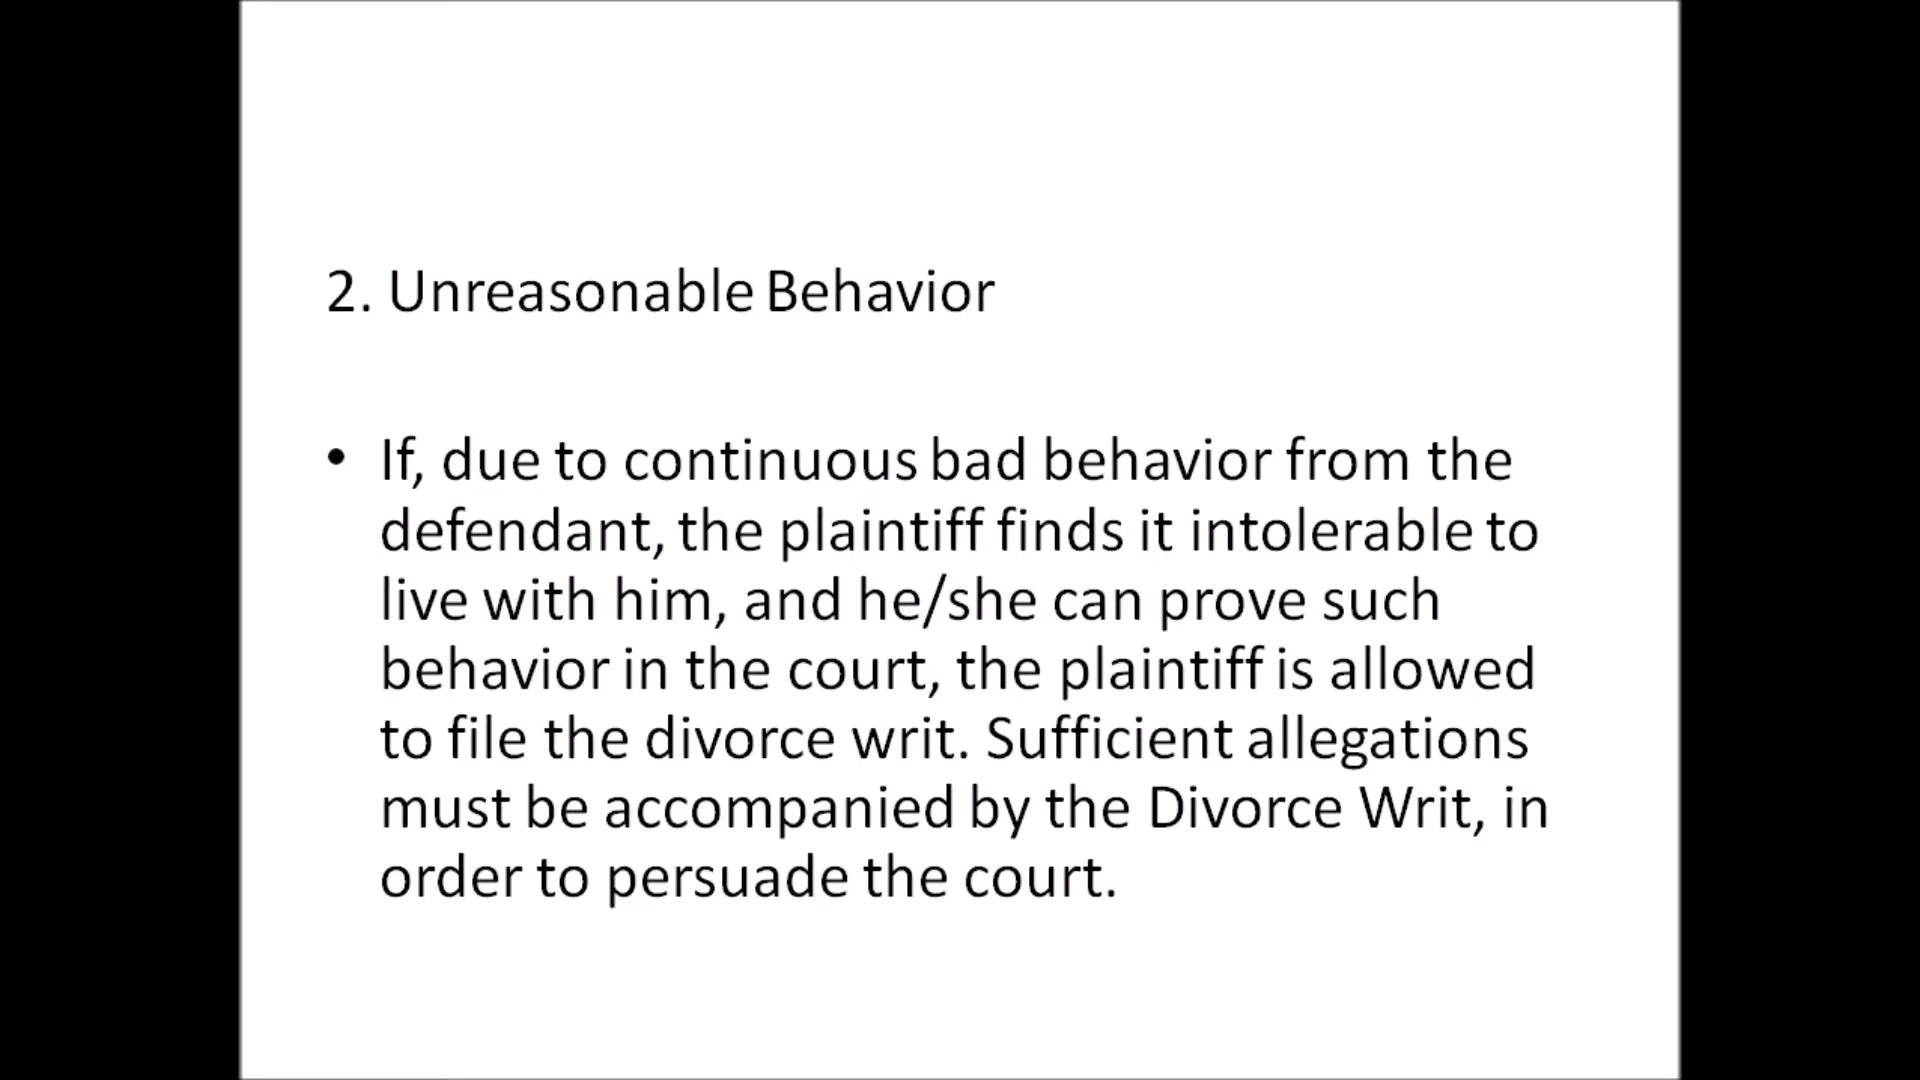 2. Unreasonable Behavior
• If, due to continuous bad behavior from the
defendant, the plaintiff finds it intolerable to
live with him, and he/she can prove such
behavior in the court, the plaintiff is allowed
to file the divorce writ. Sufficient allegations
must be accompanied by the Divorce Writ, in
order to persuade the court.